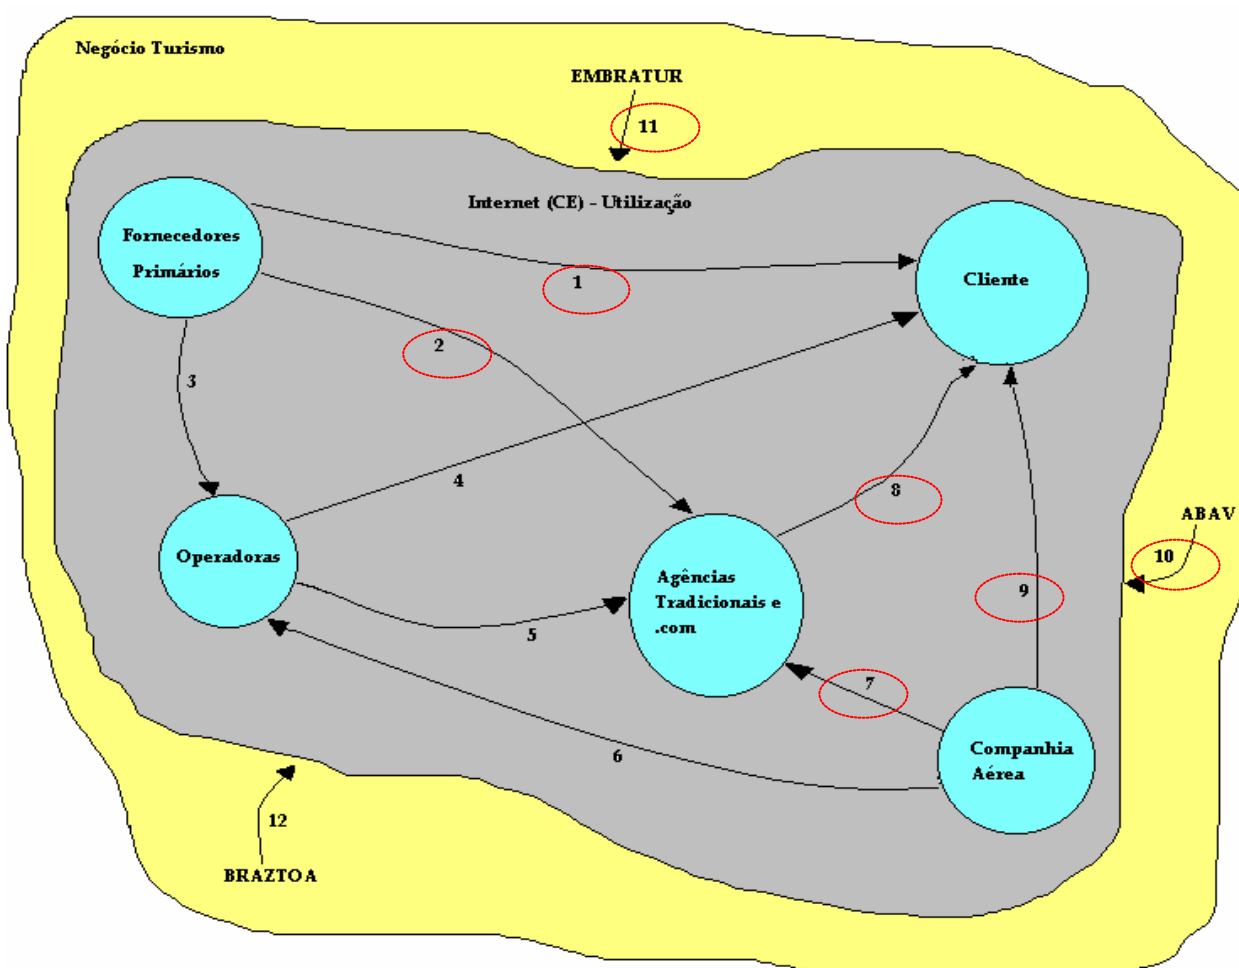 Negócio Turismo
EMBRATUR
11
Internet (CE) - Utilização
Fornecedores
Primários
Cliente
1
2
3
4
8
ABAV
10
Operadoras
Agências
Tradicionais e
.com
9
5
7
6
Companhia
Aérea
12
BRAZTOA